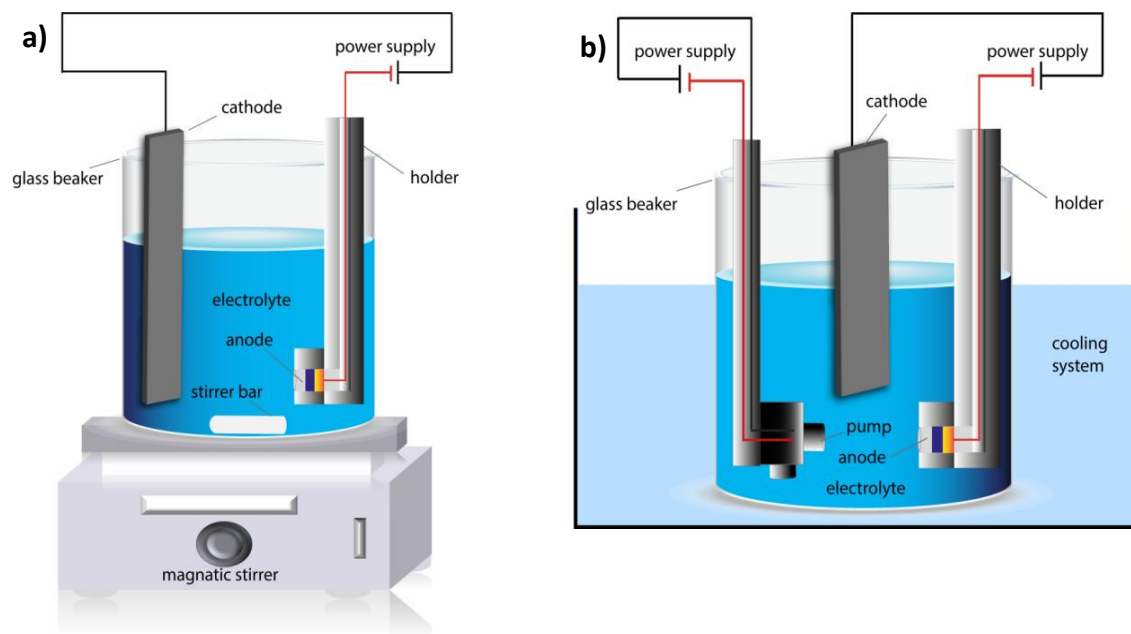 a)
power supply
cathode
glass beaker
holder
electrolyte
anode
stirrer bar
magnatic stirrer
b)
power supply
power supply
cathode
glass beaker
holder
cooling
system
pump
anode
electrolyte